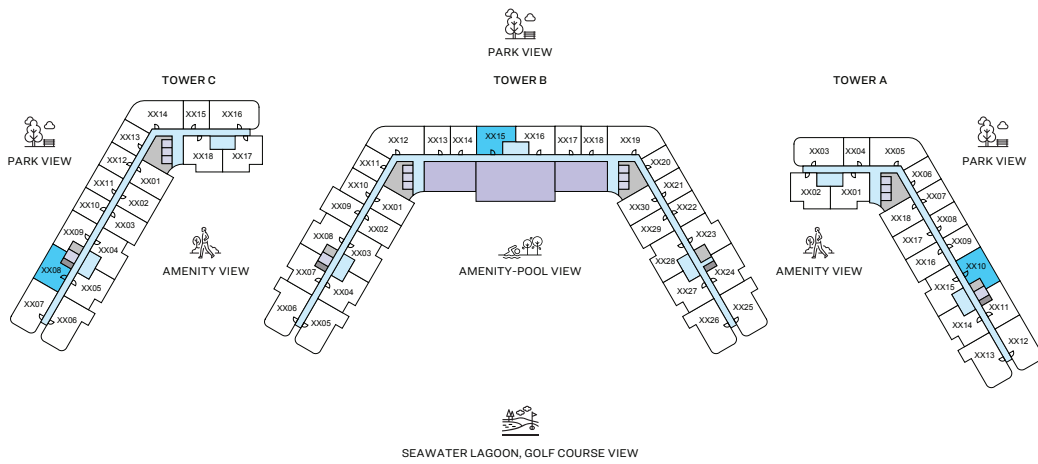 PARK VIEW
TOWER C
TOWER B
TOWER A
PARK VIEW
PARK VIEW
XX14
XX15
XX16
XX13
XX12
XX11
XX10
XX09
XX08
XX07
XX06
XX05
XX04
XX03
XX02
XX01
XX18
XX17
AMENITY VIEW
XX12
XX13
XX14
XX15
XX16
XX17
XX18
XX19
XX11
XX10
XX09
XX08
XX07
XX06
XX05
XX04
XX03
XX02
XX01
XX20
XX21
XX22
XX23
XX24
XX25
XX26
XX27
XX28
XX29
XX30
AMENITY-POOL VIEW
AMENITY VIEW
XX03
XX04
XX05
XX02
XX01
XX06
XX07
XX08
XX09
XX10
XX11
XX12
XX13
XX14
XX15
XX16
XX17
XX18
SEAWATER LAGOON, GOLF COURSE VIEW